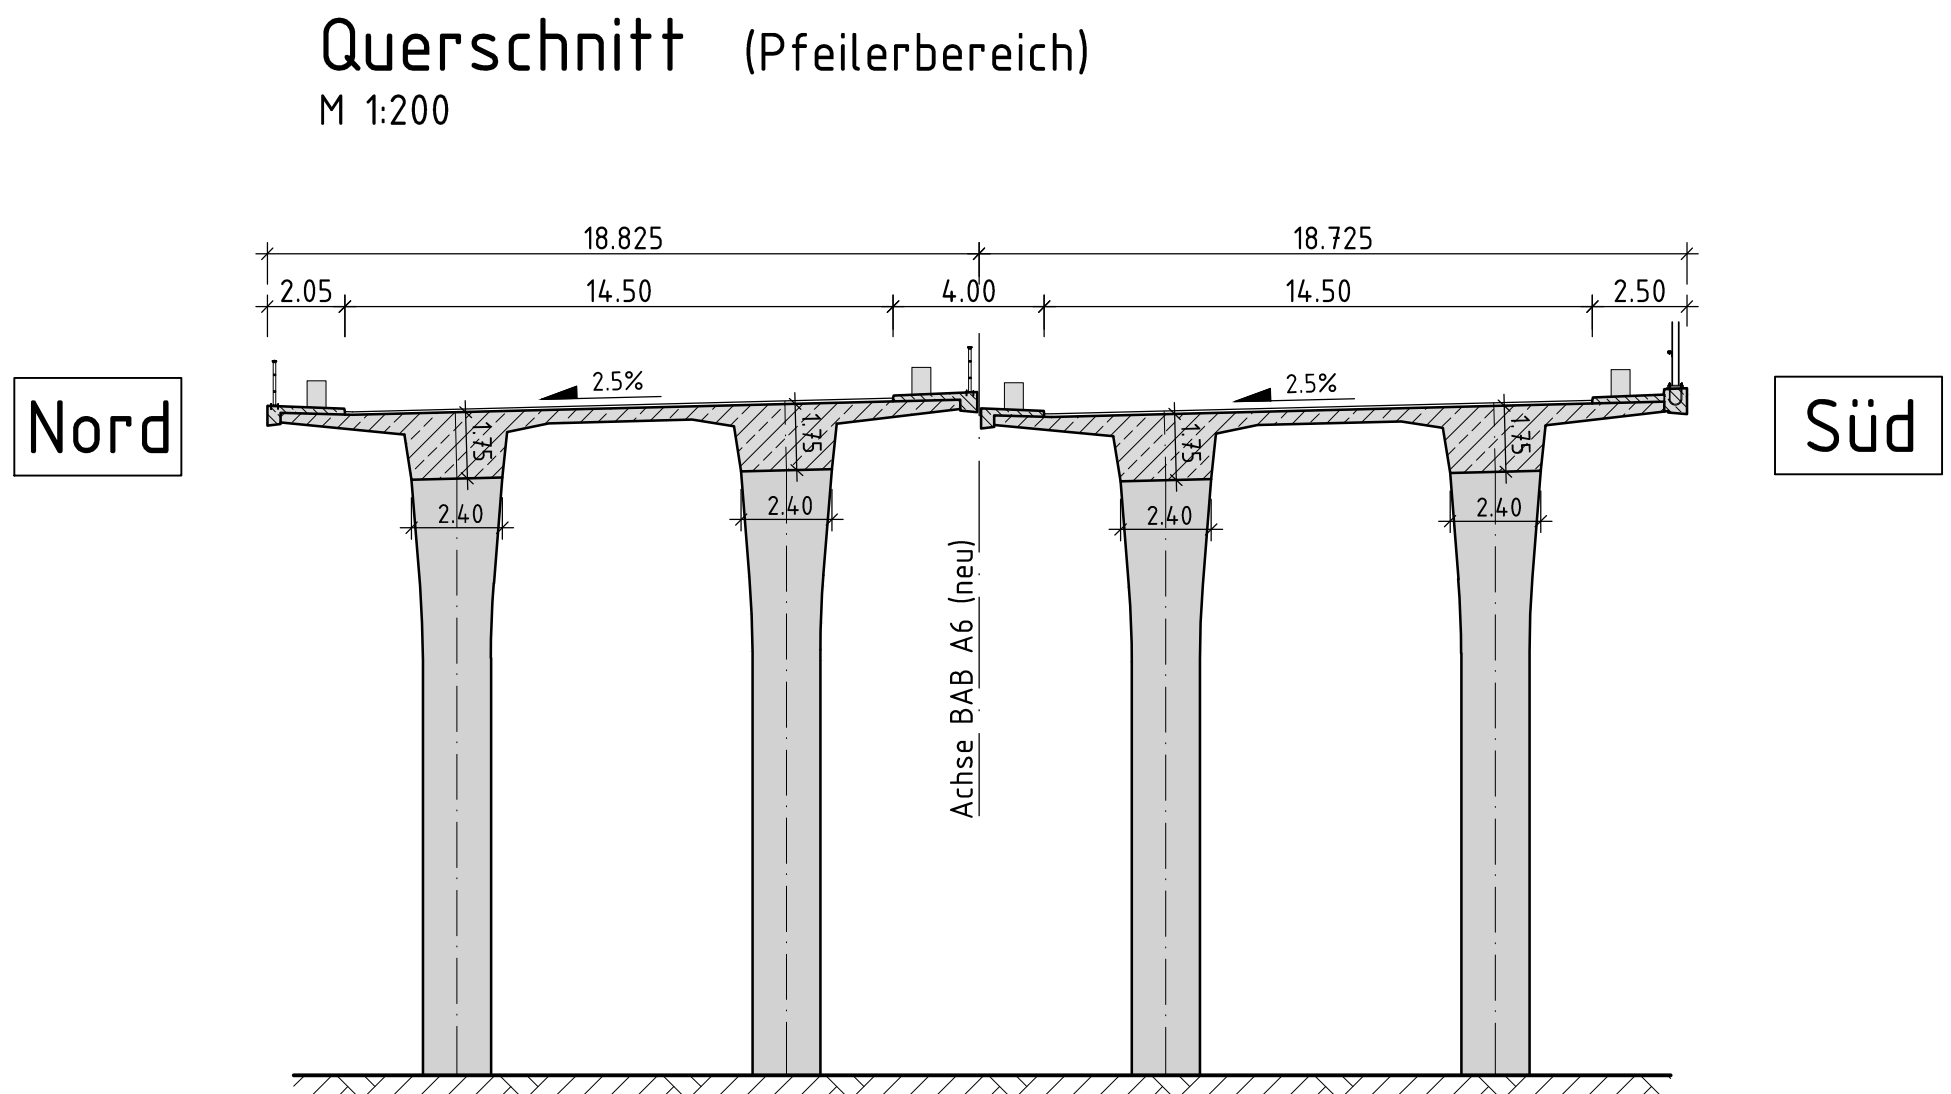 Querschnitt (Pfeilerbereich)
M 1:200
18.825 18.725
2.05 14.50 4.00 14.50 2.50
2.5% 2.5%
Nord Süd
1.75 1.75 1.75 1.75
2.40 2.40 2.40 2.40
Achse BAB A6 (neu)